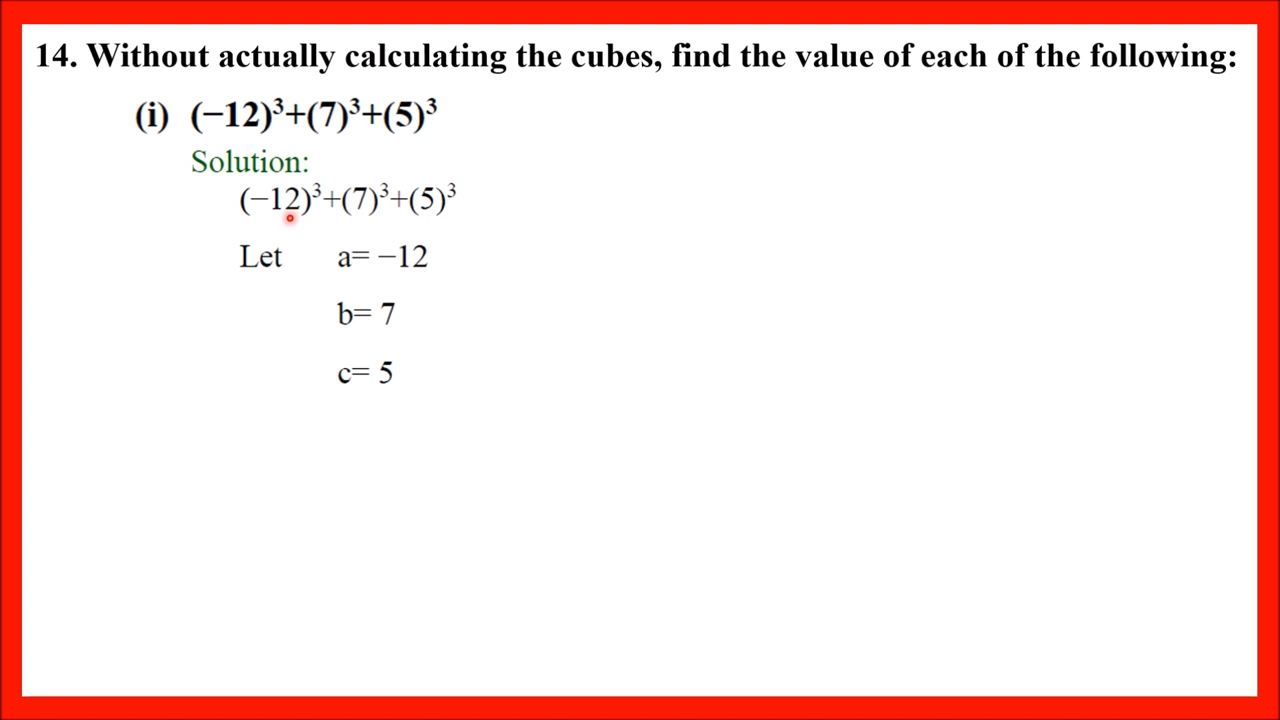 14. Without actually calculating the cubes, find the value of each of the following:
(i) (−12)³+(7)³+(5)³
Solution:
(−12)³+(7)³+(5)³
Let a= −12
b= 7
c= 5